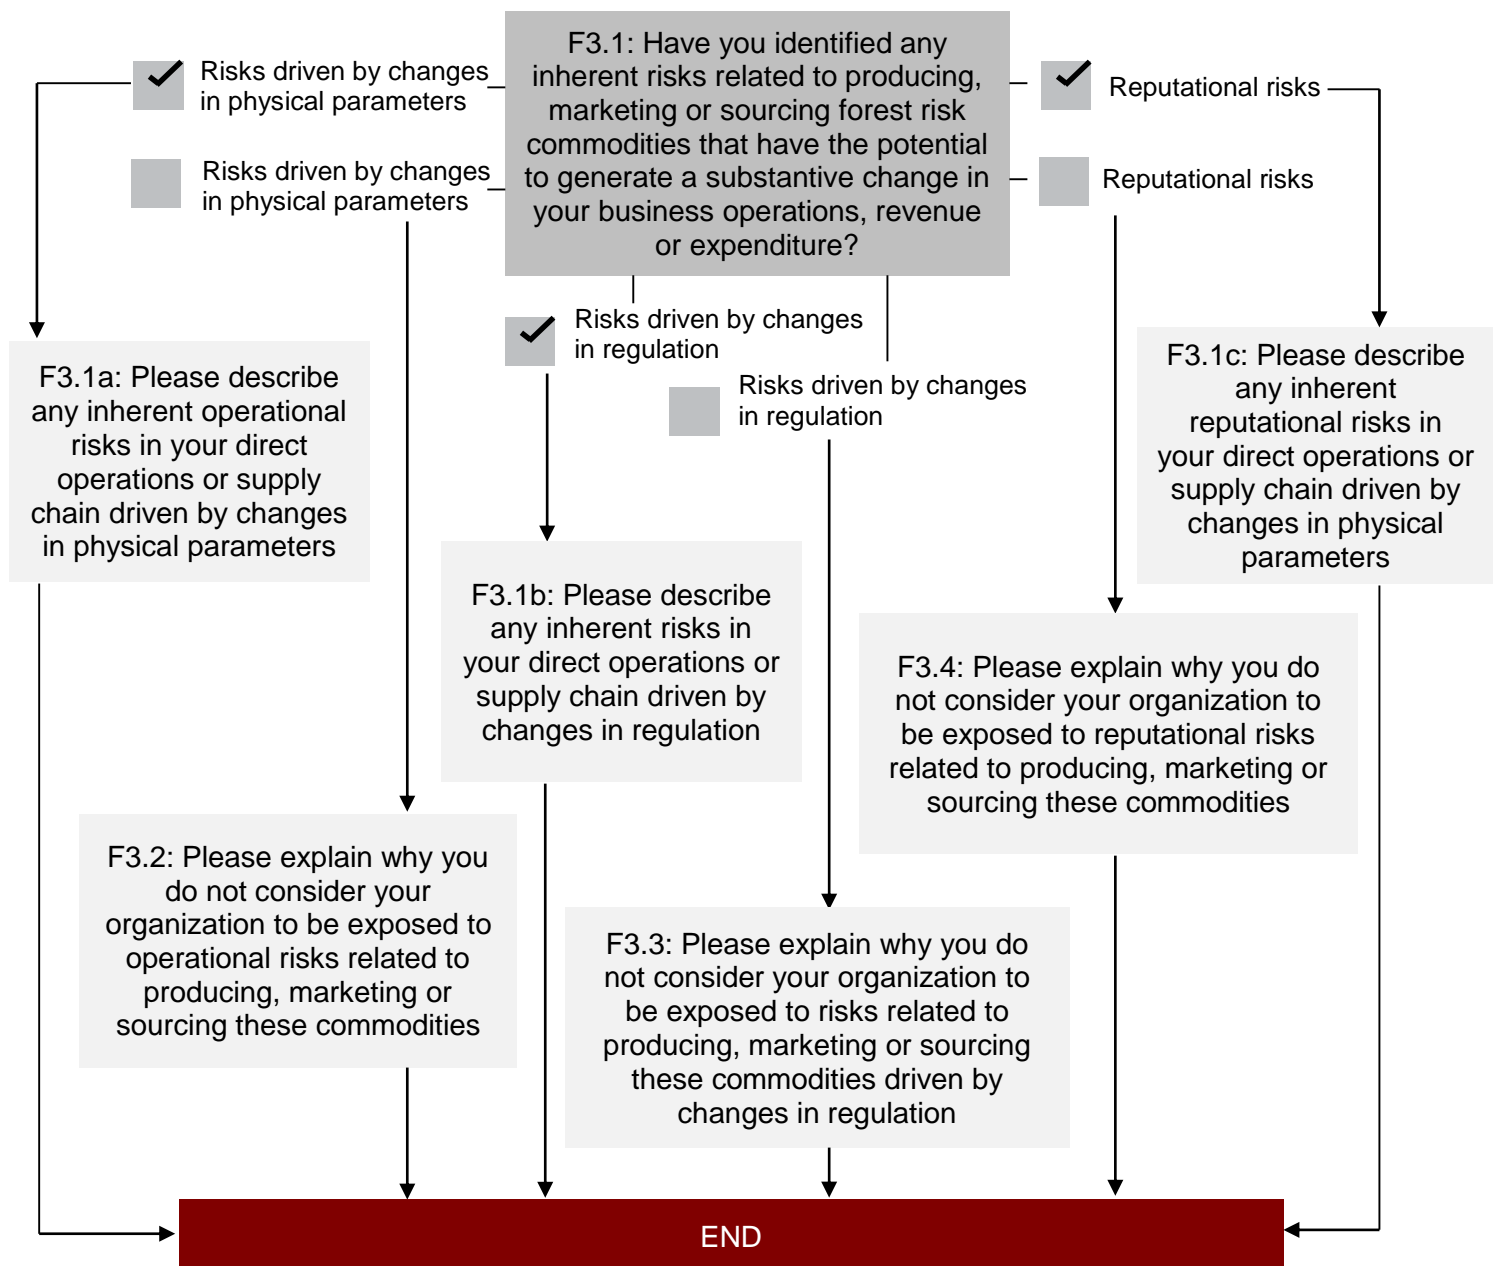 F3.1: Have you identified any
inherent risks related to producing,
marketing or sourcing forest risk
commodities that have the potential
to generate a substantive change in
your business operations, revenue
or expenditure?
Risks driven by changes
in physical parameters
Risks driven by changes
in physical parameters
Reputational risks
Reputational risks
Risks driven by changes
in regulation
Risks driven by changes
in regulation
F3.1a: Please describe
any inherent operational
risks in your direct
operations or supply
chain driven by changes
in physical parameters
F3.1c: Please describe
any inherent
reputational risks in
your direct operations or
supply chain driven by
changes in physical
parameters
F3.1b: Please describe
any inherent risks in
your direct operations or
supply chain driven by
changes in regulation
F3.4: Please explain why you do
not consider your organization to
be exposed to reputational risks
related to producing, marketing or
sourcing these commodities
F3.2: Please explain why you
do not consider your
organization to be exposed to
operational risks related to
producing, marketing or
sourcing these commodities
F3.3: Please explain why you do
not consider your organization to
be exposed to risks related to
producing, marketing or sourcing
these commodities driven by
changes in regulation
END